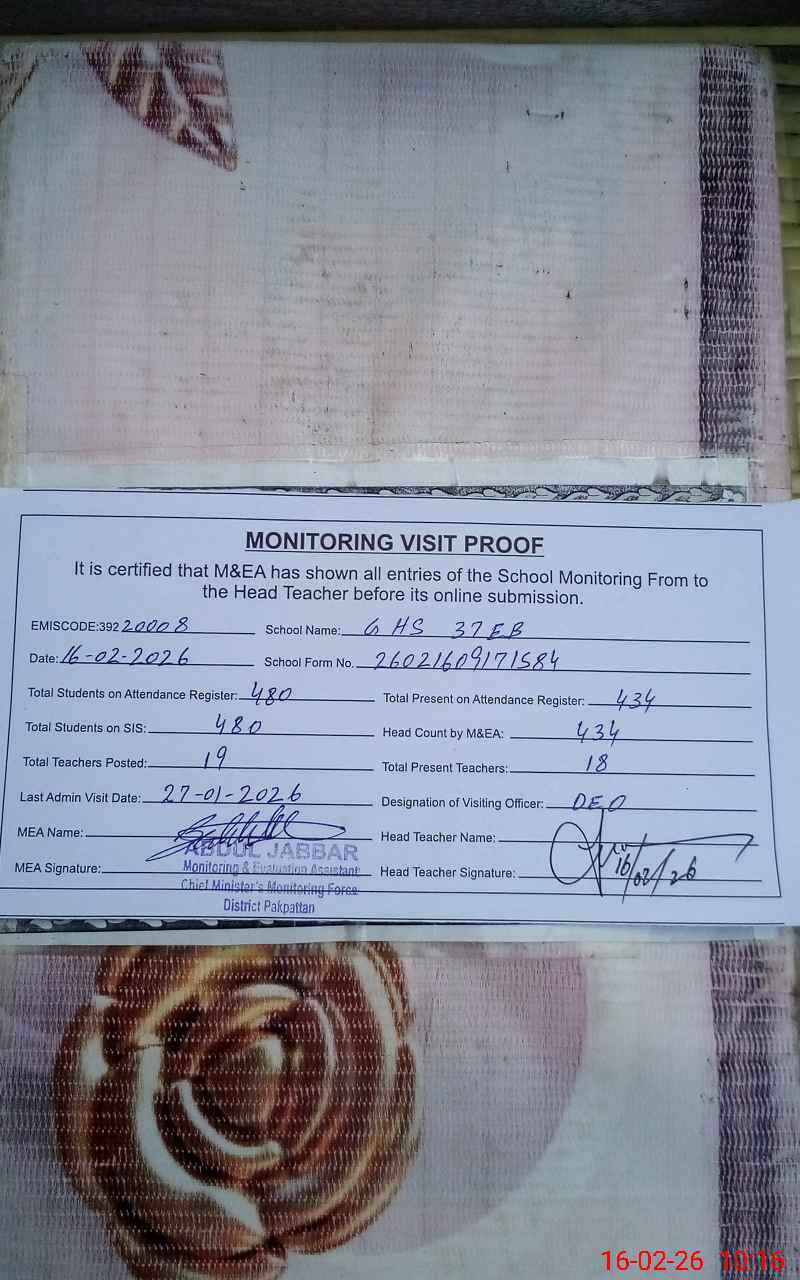 MONITORING VISIT PROOF
It is certified that M&EA has shown all entries of the School Monitoring From to
the Head Teacher before its online submission.
EMISCODE:392 20008 School Name: GHS 37EB
Date: 16-02-2026 School Form No. 26021609171584
Total Students on Attendance Register: 480 Total Present on Attendance Register: 434
Total Students on SIS: 480 Head Count by M&EA: 434
Total Teachers Posted: 19 Total Present Teachers: 18
Last Admin Visit Date: 27-01-2026 Designation of Visiting Officer: DEO
MEA Name: Head Teacher Name:
ABDUL JABBAR
MEA Signature: Monitoring & Evaluation Assistant Head Teacher Signature: 16/02/26
Chief Minister's Monitoring Force
District Pakpattan
16-02-26 10:16